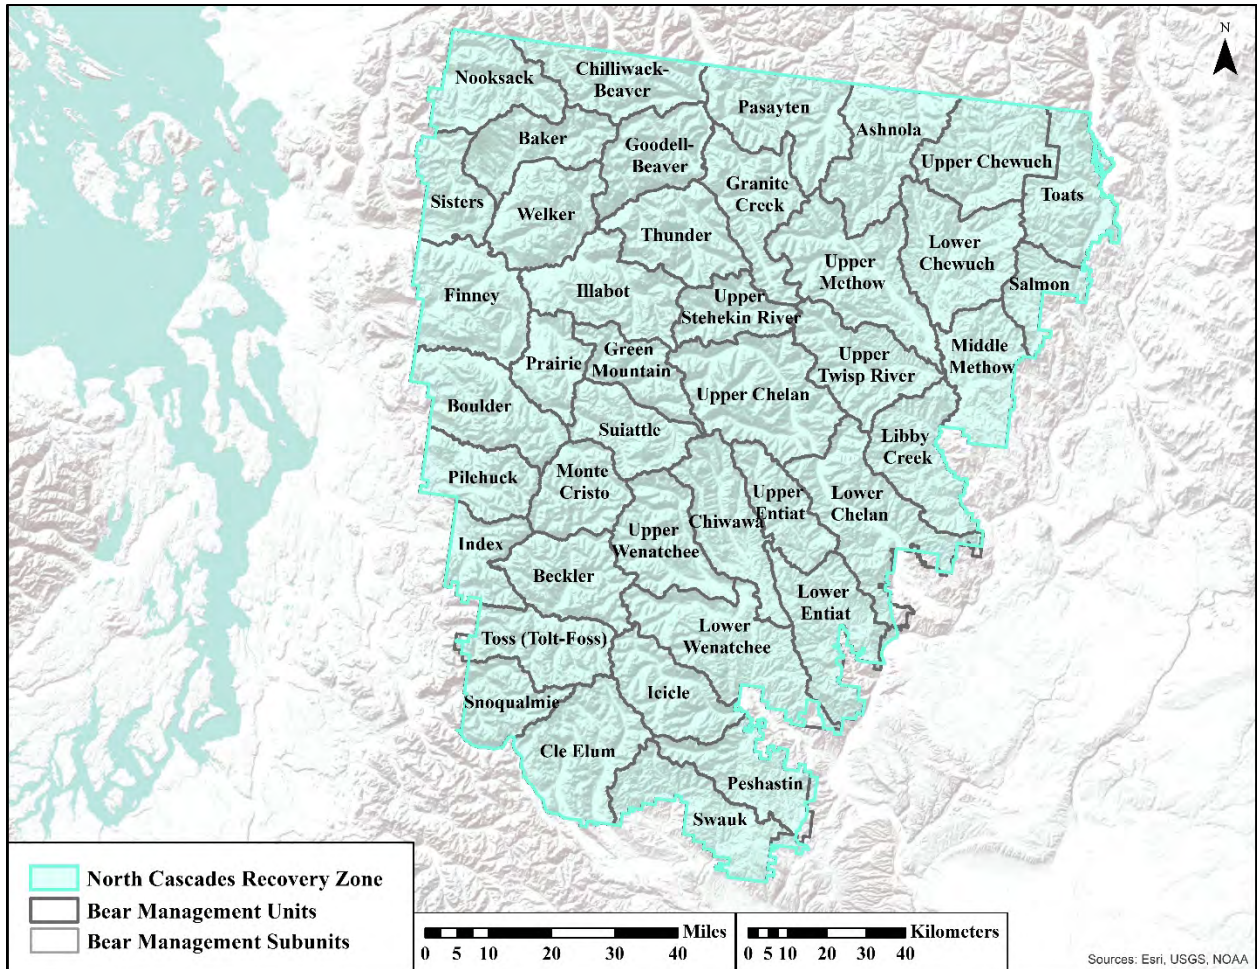 N
Nooksack
Chilliwack-
Beaver
Pasayten
Ashnola
Baker
Goodell-
Beaver
Upper Chewuch
Granite
Creek
Toats
Sisters
Welker
Thunder
Lower
Chewuch
Upper
Methow
Salmon
Finney
Illabot
Upper
Stehekin River
Middle
Methow
Prairie
Green
Mountain
Upper
Twisp River
Upper Chelan
Boulder
Suiattle
Libby
Creek
Pilchuck
Monte
Cristo
Upper
Entiat
Lower
Chelan
Chiwawa
Upper
Wenatchee
Index
Beckler
Lower
Entiat
Toss (Tolt-Foss)
Lower
Wenatchee
Snoqualmie
Icicle
Cle Elum
Peshastin
Swauk
North Cascades Recovery Zone
Bear Management Units
Bear Management Subunits
Miles
0 5 10 20 30 40
Kilometers
0 5 10 20 30 40
Sources: Esri, USGS, NOAA